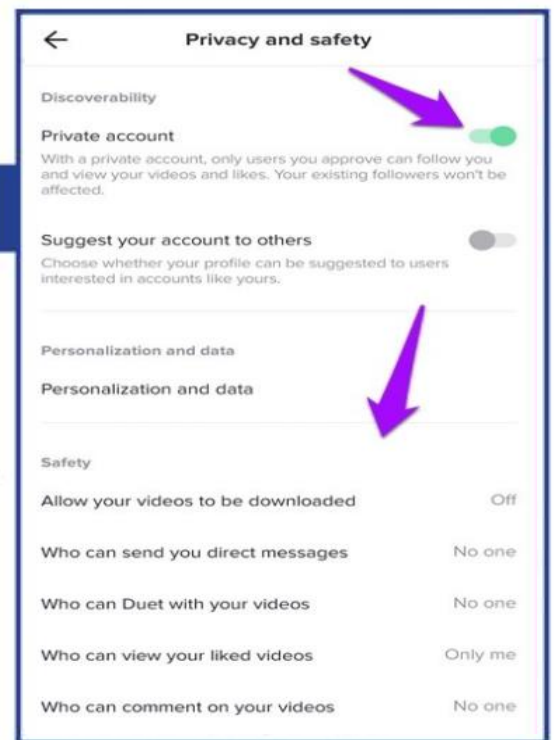 Privacy and safety
Discoverability
Private account
With a private account, only users you approve can follow you
and view your videos and likes. Your existing followers won't be
affected.
Suggest your account to others
Choose whether your profile can be suggested to users
interested in accounts like yours.
Personalization and data
Personalization and data
Safety
Allow your videos to be downloaded Off
Who can send you direct messages No one
Who can Duet with your videos No one
Who can view your liked videos Only me
Who can comment on your videos No one